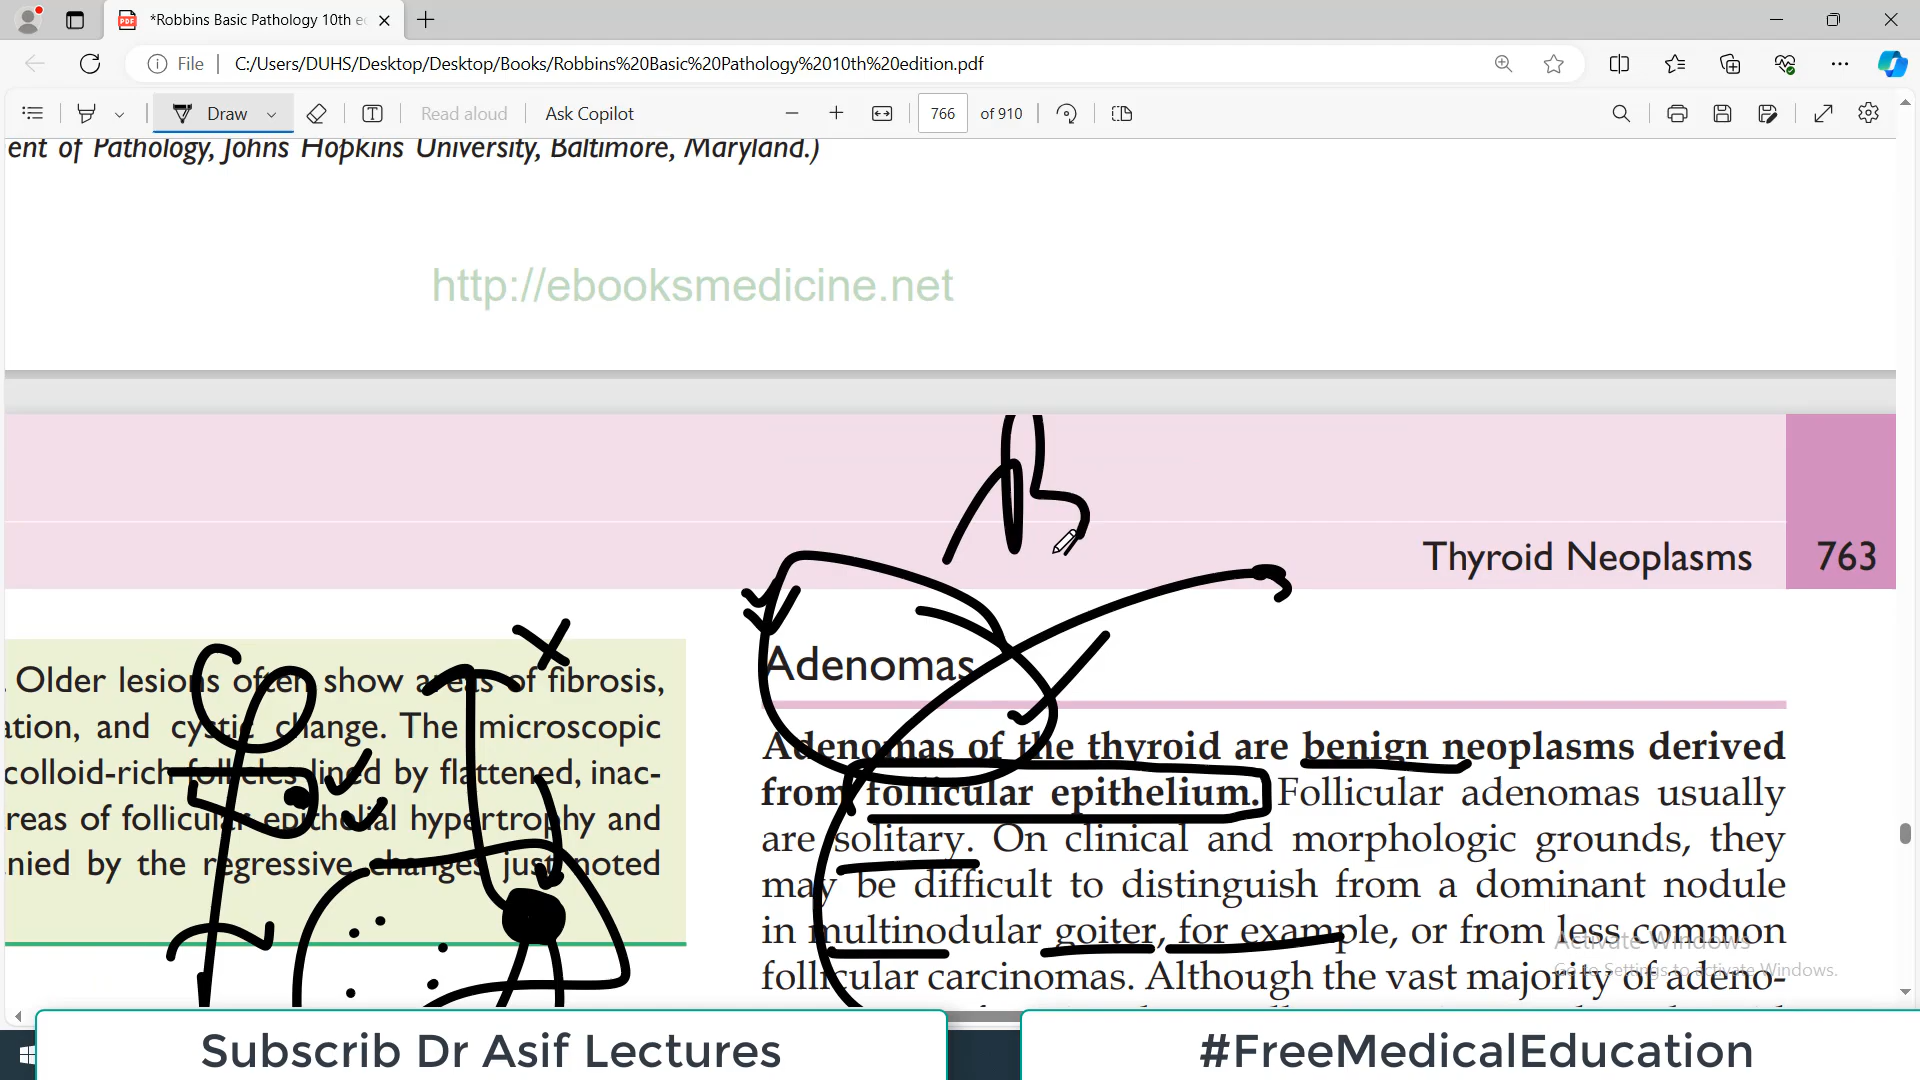 *Robbins Basic Pathology 10th e
File
C:/Users/DUHS/Desktop/Desktop/Books/Robbins%20Basic%20Pathology%2010th%20edition.pdf
Draw
Read aloud
Ask Copilot
766 of 910
ent of Pathology, Johns Hopkins University, Baltimore, Maryland.)
http://ebooksmedicine.net
Thyroid Neoplasms 763
. Older lesions often show areas of fibrosis,
ation, and cystic change. The microscopic
colloid-rich follicles lined by flattened, inac-
reas of follicular epithelial hypertrophy and
nied by the regressive changes just noted
Adenomas
Adenomas of the thyroid are benign neoplasms derived
from follicular epithelium. Follicular adenomas usually
are solitary. On clinical and morphologic grounds, they
may be difficult to distinguish from a dominant nodule
in multinodular goiter, for example, or from less common
follicular carcinomas. Although the vast majority of adeno-
Activate Windows
Go to Settings to activate Windows.
Subscrib Dr Asif Lectures
#FreeMedicalEducation